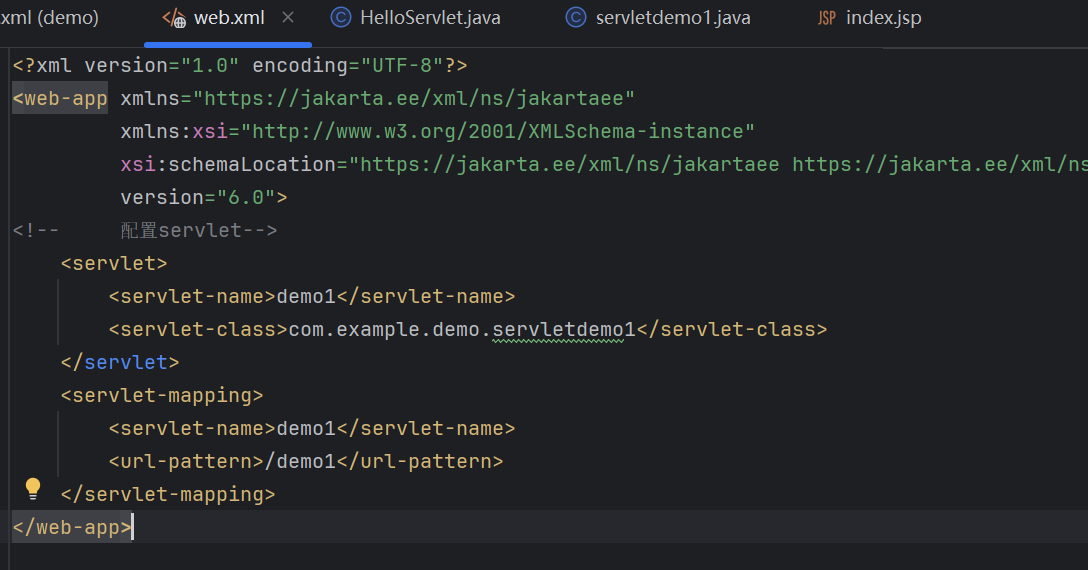 xml (demo) web.xml HelloServlet.java servletdemo1.java JSP index.jsp
<?xml version="1.0" encoding="UTF-8"?>
<web-app xmlns="https://jakarta.ee/xml/ns/jakartaee"
xmlns:xsi="http://www.w3.org/2001/XMLSchema-instance"
xsi:schemaLocation="https://jakarta.ee/xml/ns/jakartaee https://jakarta.ee/xml/ns
version="6.0">
<!-- 配置servlet-->
<servlet>
<servlet-name>demo1</servlet-name>
<servlet-class>com.example.demo.servletdemo1</servlet-class>
</servlet>
<servlet-mapping>
<servlet-name>demo1</servlet-name>
<url-pattern>/demo1</url-pattern>
</servlet-mapping>
</web-app>